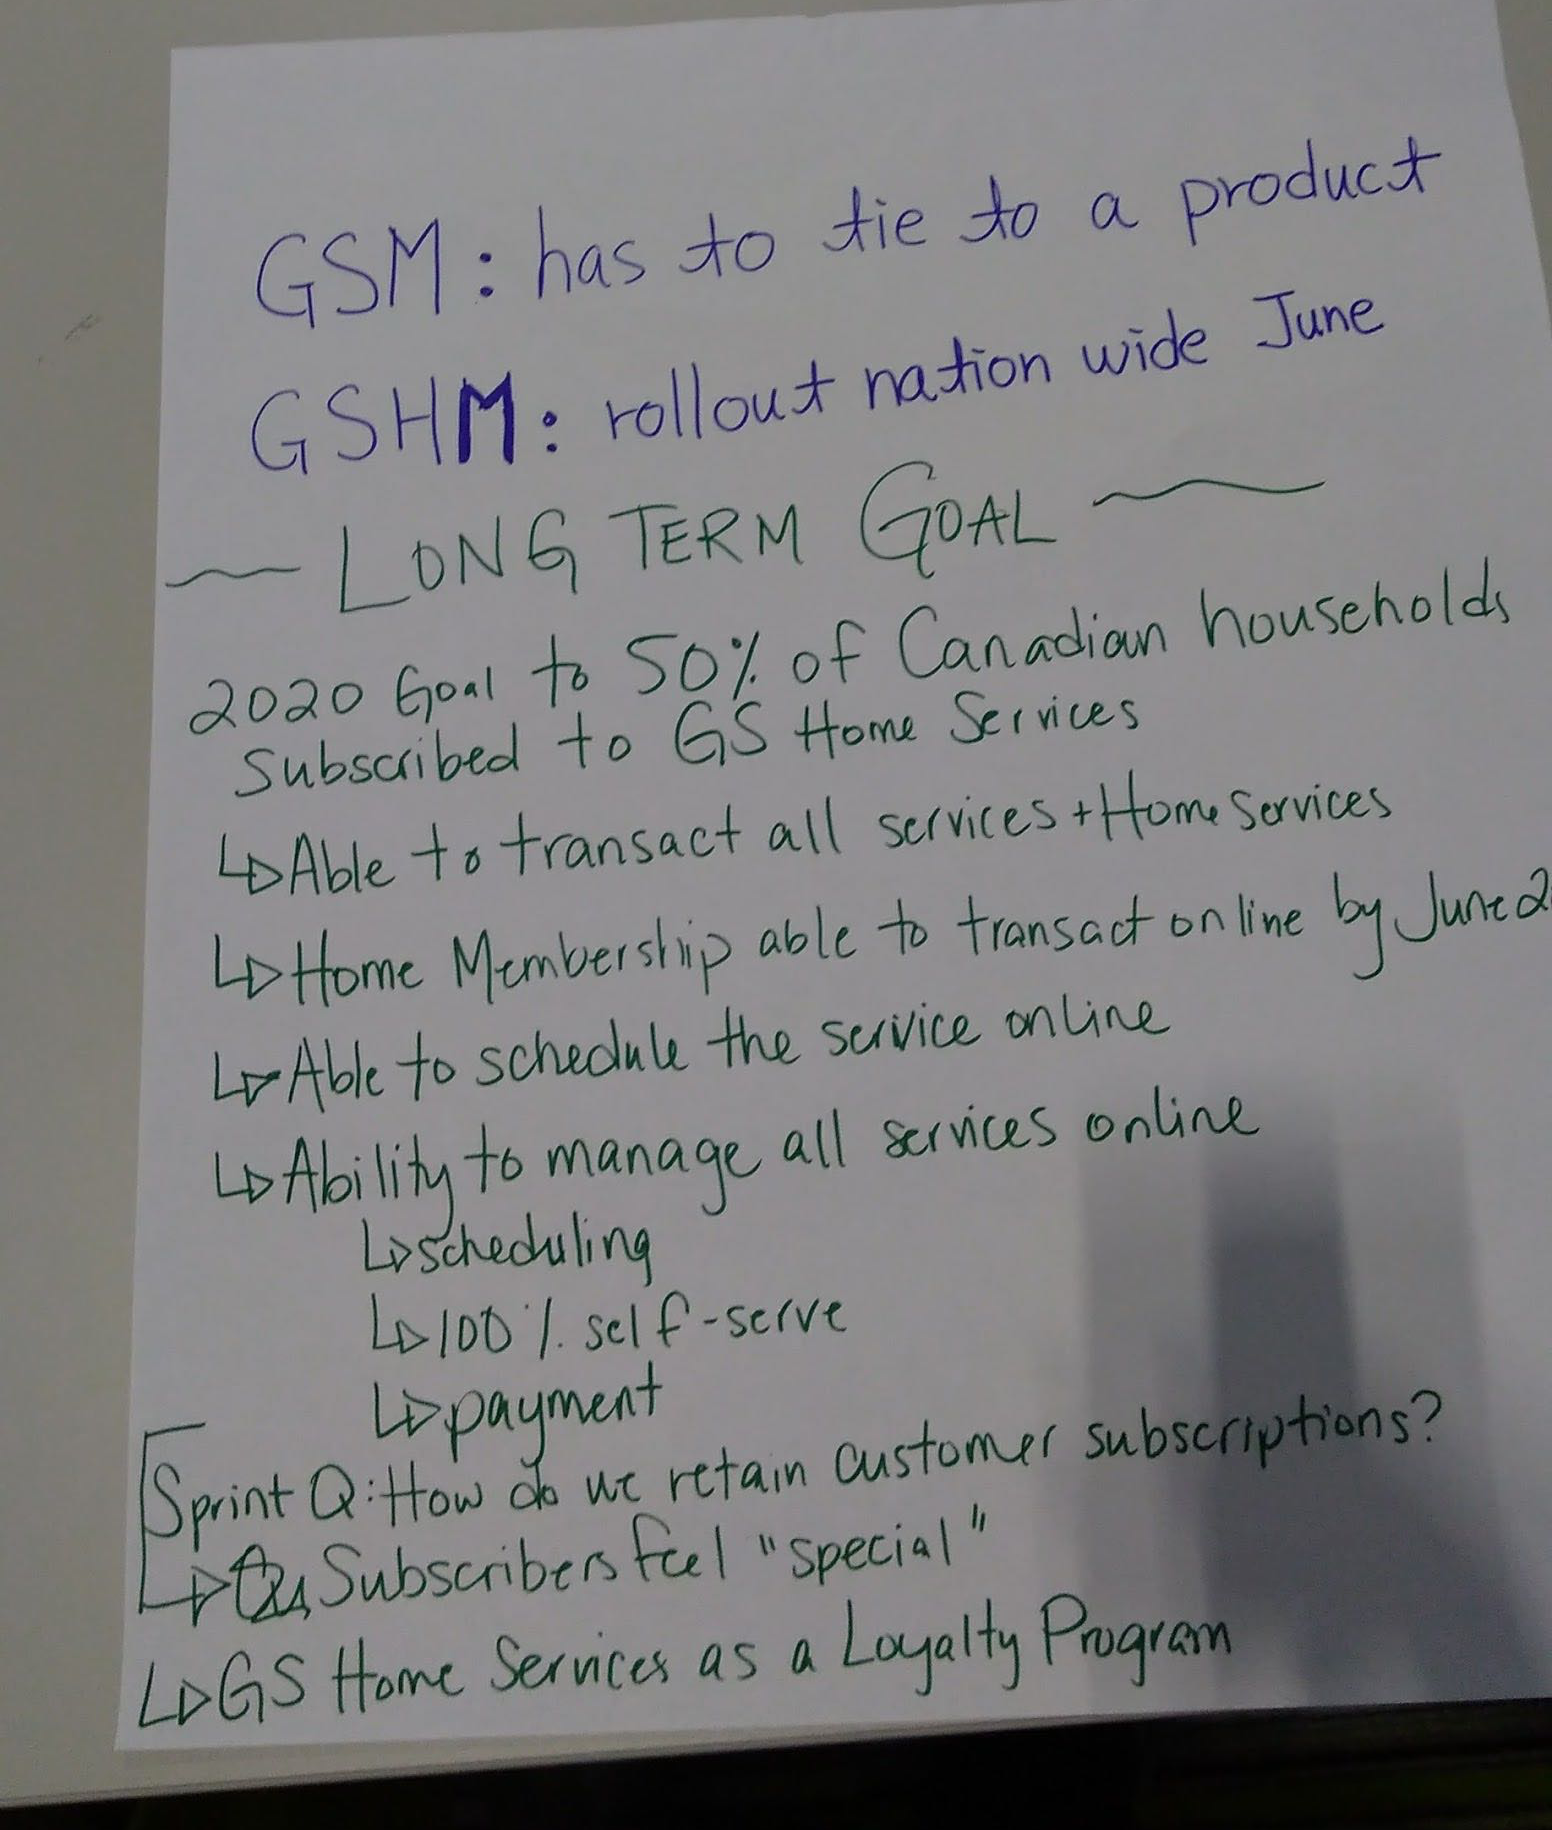 GSM: has to tie to a product
GSHM: rollout nation wide June
~ LONG TERM GOAL ~
2020 Goal to 50% of Canadian households
Subscribed to GS Home Services
↳ Able to transact all services + Home Services
↳ Home Membership able to transact online by June 2
↳ Able to schedule the service online
↳ Ability to manage all services online
↳ scheduling
↳ 100% self-serve
↳ payment
Sprint Q: How do we retain customer subscriptions?
↳ Subscribers feel "special"
↳ GS Home Services as a Loyalty Program